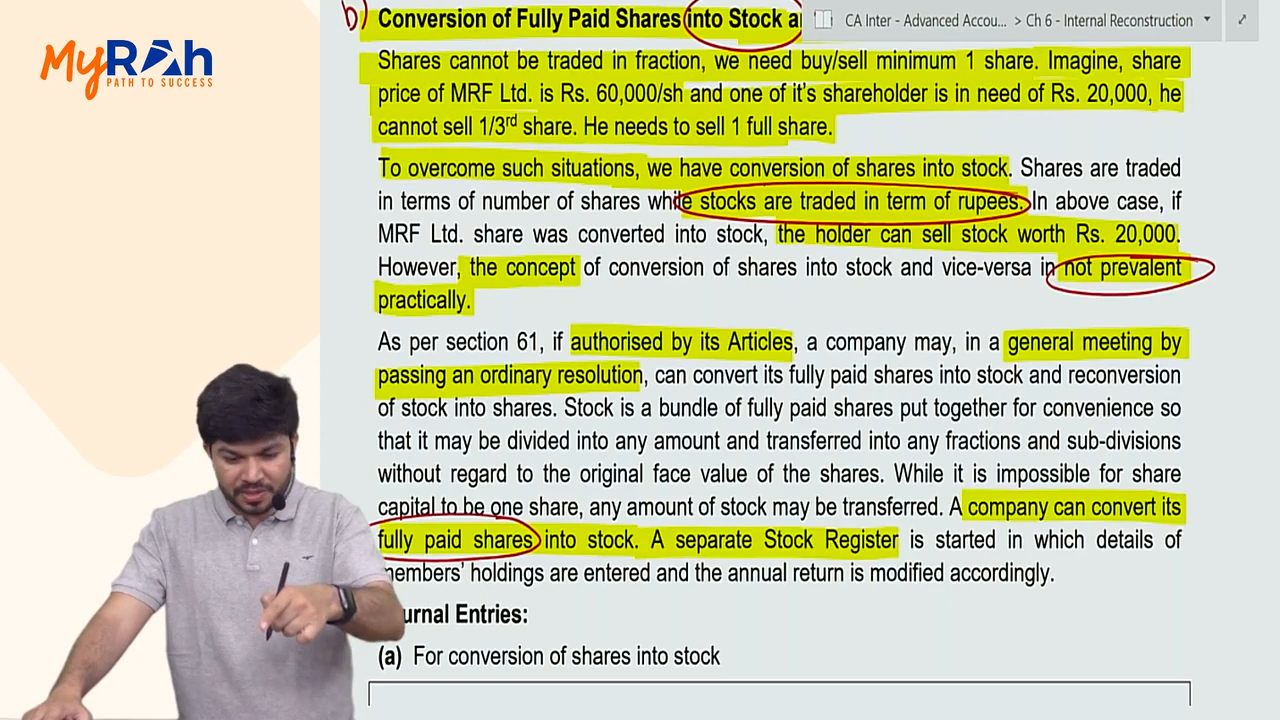 MyRAh
PATH TO SUCCESS
b) Conversion of Fully Paid Shares into Stock a
CA Inter - Advanced Accou... > Ch 6 - Internal Reconstruction
Shares cannot be traded in fraction, we need buy/sell minimum 1 share. Imagine, share
price of MRF Ltd. is Rs. 60,000/sh and one of it's shareholder is in need of Rs. 20,000, he
cannot sell 1/3rd share. He needs to sell 1 full share.
To overcome such situations, we have conversion of shares into stock. Shares are traded
in terms of number of shares while stocks are traded in term of rupees. In above case, if
MRF Ltd. share was converted into stock, the holder can sell stock worth Rs. 20,000.
However, the concept of conversion of shares into stock and vice-versa in not prevalent
practically.
As per section 61, if authorised by its Articles, a company may, in a general meeting by
passing an ordinary resolution, can convert its fully paid shares into stock and reconversion
of stock into shares. Stock is a bundle of fully paid shares put together for convenience so
that it may be divided into any amount and transferred into any fractions and sub-divisions
without regard to the original face value of the shares. While it is impossible for share
capital to be one share, any amount of stock may be transferred. A company can convert its
fully paid shares into stock. A separate Stock Register is started in which details of
members' holdings are entered and the annual return is modified accordingly.
urnal Entries:
(a) For conversion of shares into stock